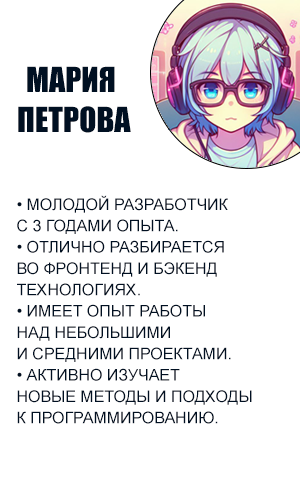 МАРИЯ
ПЕТРОВА
• МОЛОДОЙ РАЗРАБОТЧИК
С 3 ГОДАМИ ОПЫТА.
• ОТЛИЧНО РАЗБИРАЕТСЯ
ВО ФРОНТЕНД И БЭКЕНД
ТЕХНОЛОГИЯХ.
• ИМЕЕТ ОПЫТ РАБОТЫ
НАД НЕБОЛЬШИМИ
И СРЕДНИМИ ПРОЕКТАМИ.
• АКТИВНО ИЗУЧАЕТ
НОВЫЕ МЕТОДЫ И ПОДХОДЫ
К ПРОГРАММИРОВАНИЮ.